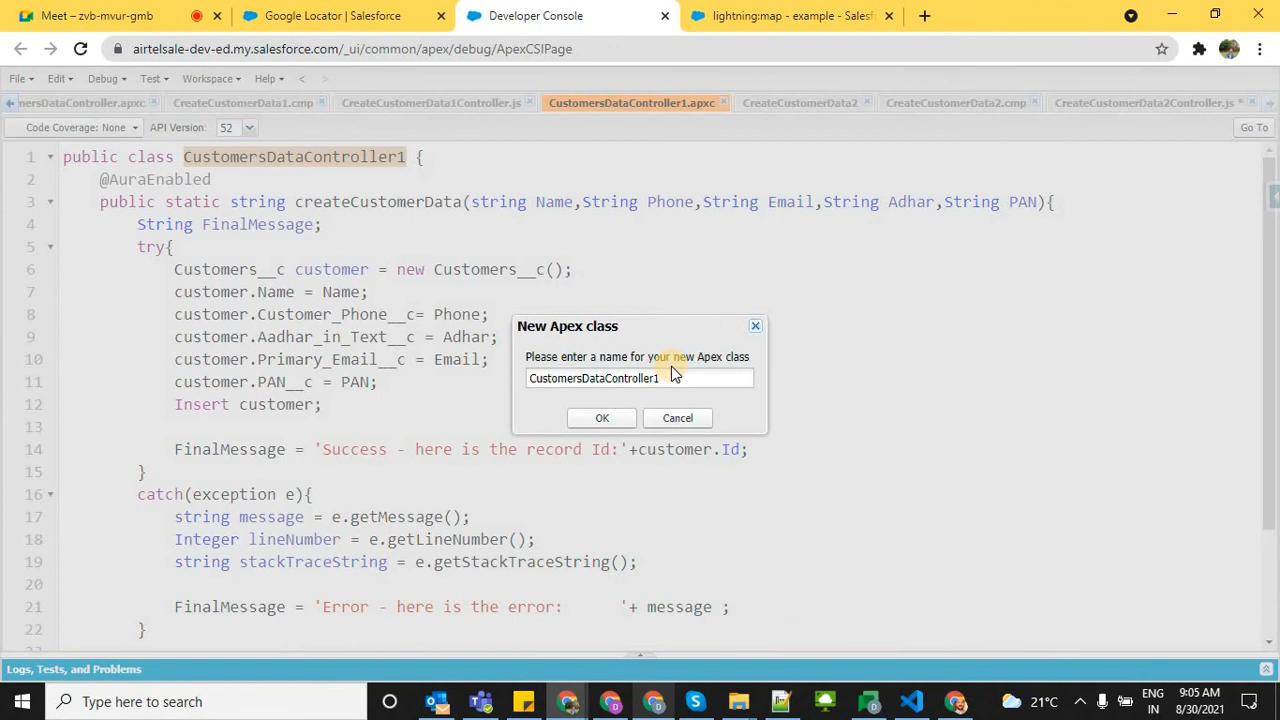 Meet – zvb-mvur-gmb
Google Locator | Salesforce
Developer Console
lightning:map - example - Salesf
airtelsale-dev-ed.my.salesforce.com/_ui/common/apex/debug/ApexCSIPage
File Edit Debug Test Workspace Help < >
mersDataController.apxc CreateCustomerData1.cmp CreateCustomerData1Controller.js CustomersDataController1.apxc CreateCustomerData2 CreateCustomerData2.cmp CreateCustomerData2Controller.js *
Code Coverage: None API Version: 52 Go To
1 public class CustomersDataController1 {
2 @AuraEnabled
3 public static string createCustomerData(string Name,String Phone,String Email,String Adhar,String PAN){
4 String FinalMessage;
5 try{
6 Customers__c customer = new Customers__c();
7 customer.Name = Name;
8 customer.Customer_Phone__c= Phone;
9 customer.Aadhar_in_Text__c = Adhar;
10 customer.Primary_Email__c = Email;
11 customer.PAN__c = PAN;
12 Insert customer;
13
14 FinalMessage = 'Success - here is the record Id:'+customer.Id;
15 }
16 catch(exception e){
17 string message = e.getMessage();
18 Integer lineNumber = e.getLineNumber();
19 string stackTraceString = e.getStackTraceString();
20
21 FinalMessage = 'Error - here is the error: '+ message ;
22 }
New Apex class
Please enter a name for your new Apex class
CustomersDataController1
OK Cancel
Logs, Tests, and Problems
Type here to search
21°C
ENG
IN
9:05 AM
8/30/2021